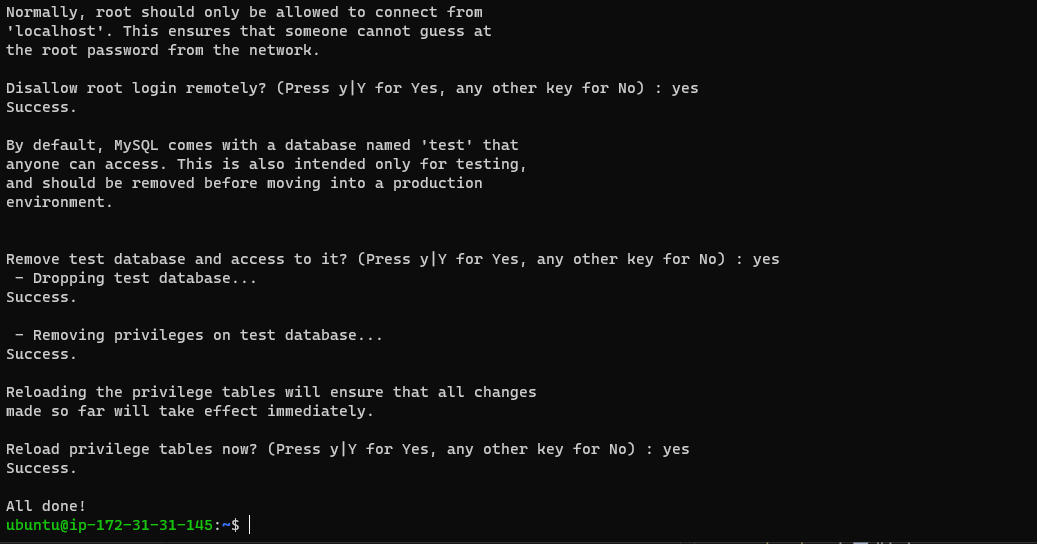 Normally, root should only be allowed to connect from
'localhost'. This ensures that someone cannot guess at
the root password from the network.
Disallow root login remotely? (Press y|Y for Yes, any other key for No) : yes
Success.
By default, MySQL comes with a database named 'test' that
anyone can access. This is also intended only for testing,
and should be removed before moving into a production
environment.
Remove test database and access to it? (Press y|Y for Yes, any other key for No) : yes
 - Dropping test database...
Success.
 - Removing privileges on test database...
Success.
Reloading the privilege tables will ensure that all changes
made so far will take effect immediately.
Reload privilege tables now? (Press y|Y for Yes, any other key for No) : yes
Success.
All done!
ubuntu@ip-172-31-31-145:~$